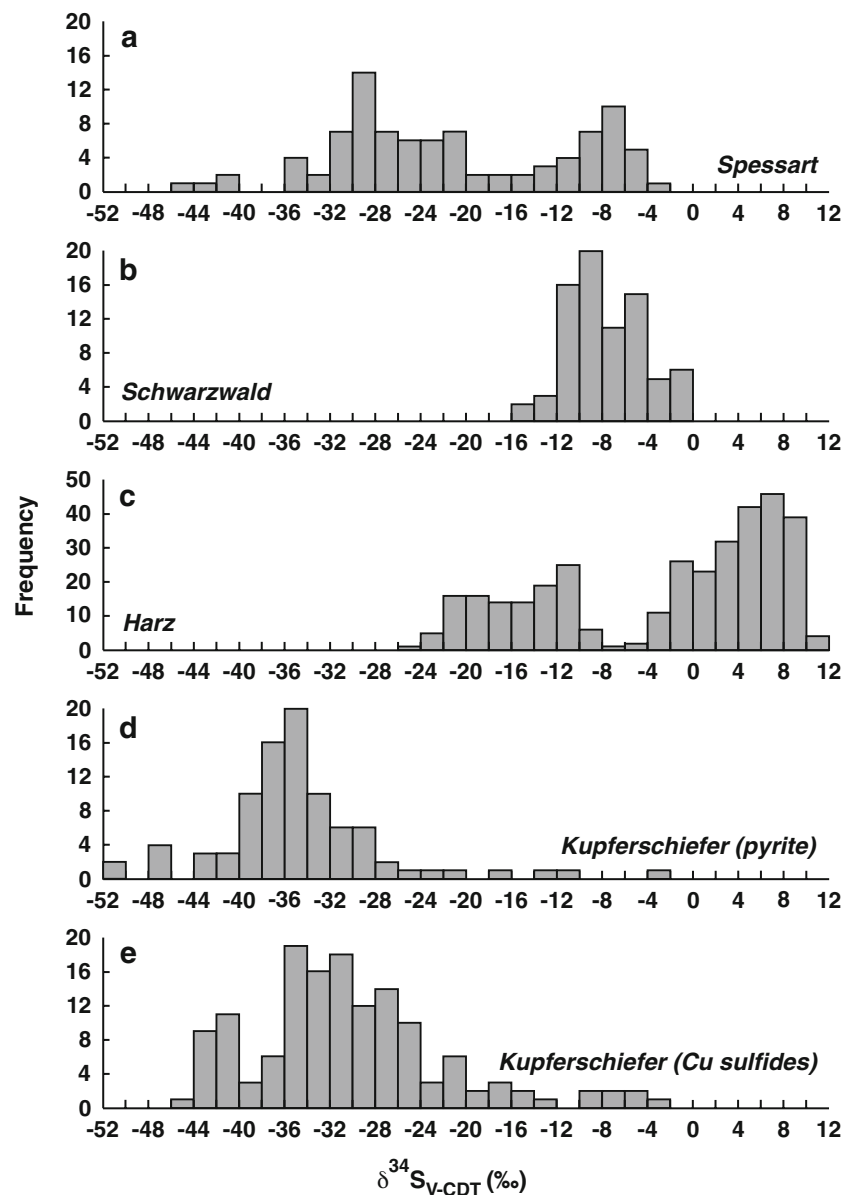 20
16
12
8
4
0
a
Spessart
-52 -48 -44 -40 -36 -32 -28 -24 -20 -16 -12 -8 -4 0 4 8 12
20
16
12
8
4
0
b
Schwarzwald
-52 -48 -44 -40 -36 -32 -28 -24 -20 -16 -12 -8 -4 0 4 8 12
Frequency
50
40
30
20
10
0
c
Harz
-52 -48 -44 -40 -36 -32 -28 -24 -20 -16 -12 -8 -4 0 4 8 12
20
16
12
8
4
0
d
Kupferschiefer (pyrite)
-52 -48 -44 -40 -36 -32 -28 -24 -20 -16 -12 -8 -4 0 4 8 12
20
16
12
8
4
0
e
Kupferschiefer (Cu sulfides)
-52 -48 -44 -40 -36 -32 -28 -24 -20 -16 -12 -8 -4 0 4 8 12
δ³⁴S V-CDT (‰)